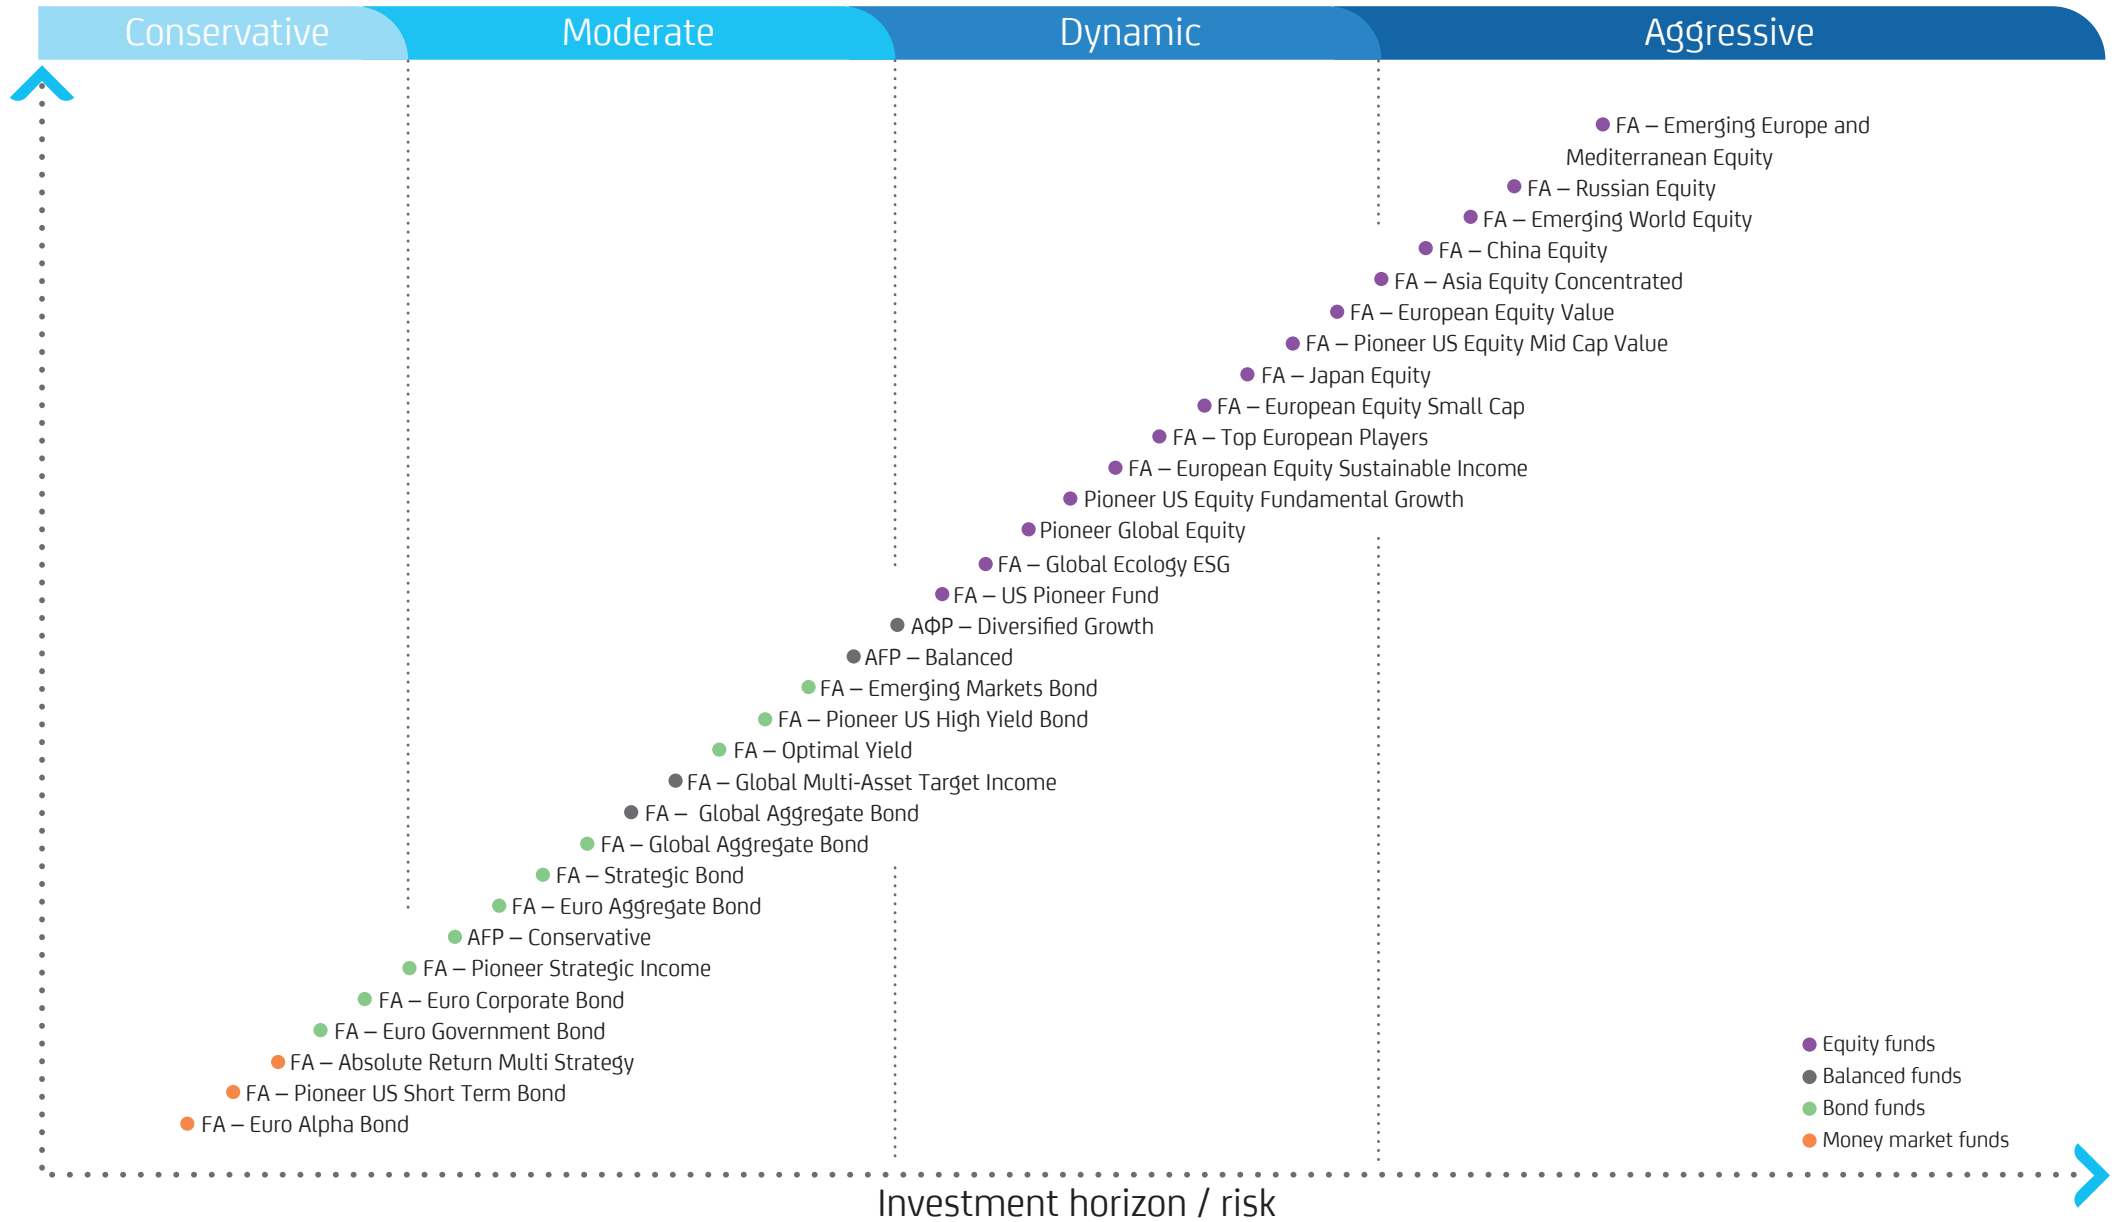 Conservative
Moderate
Dynamic
Aggressive
FA – Emerging Europe and
Mediterranean Equity
FA – Russian Equity
FA – Emerging World Equity
FA – China Equity
FA – Asia Equity Concentrated
FA – European Equity Value
FA – Pioneer US Equity Mid Cap Value
FA – Japan Equity
FA – European Equity Small Cap
FA – Top European Players
FA – European Equity Sustainable Income
Pioneer US Equity Fundamental Growth
Pioneer Global Equity
FA – Global Ecology ESG
FA – US Pioneer Fund
АФР – Diversified Growth
AFP – Balanced
FA – Emerging Markets Bond
FA – Pioneer US High Yield Bond
FA – Optimal Yield
FA – Global Multi-Asset Target Income
FA – Global Aggregate Bond
FA – Global Aggregate Bond
FA – Strategic Bond
FA – Euro Aggregate Bond
AFP – Conservative
FA – Pioneer Strategic Income
FA – Euro Corporate Bond
FA – Euro Government Bond
FA – Absolute Return Multi Strategy
FA – Pioneer US Short Term Bond
FA – Euro Alpha Bond
Equity funds
Balanced funds
Bond funds
Money market funds
Investment horizon / risk